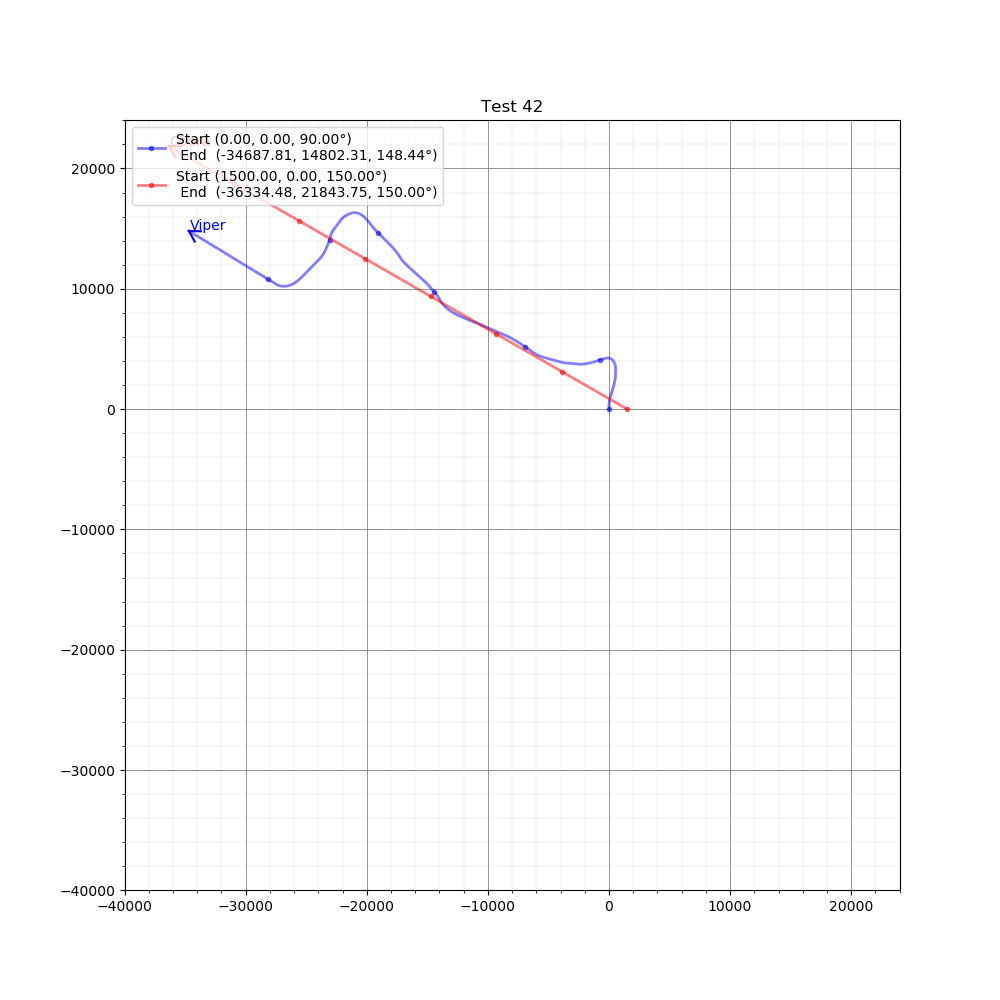 Test 42
Start (0.00, 0.00, 90.00°)
End (-34687.81, 14802.31, 148.44°)
Start (1500.00, 0.00, 150.00°)
End (-36334.48, 21843.75, 150.00°)
Viper
20000
10000
0
−10000
−20000
−30000
−40000
−40000 −30000 −20000 −10000 0 10000 20000